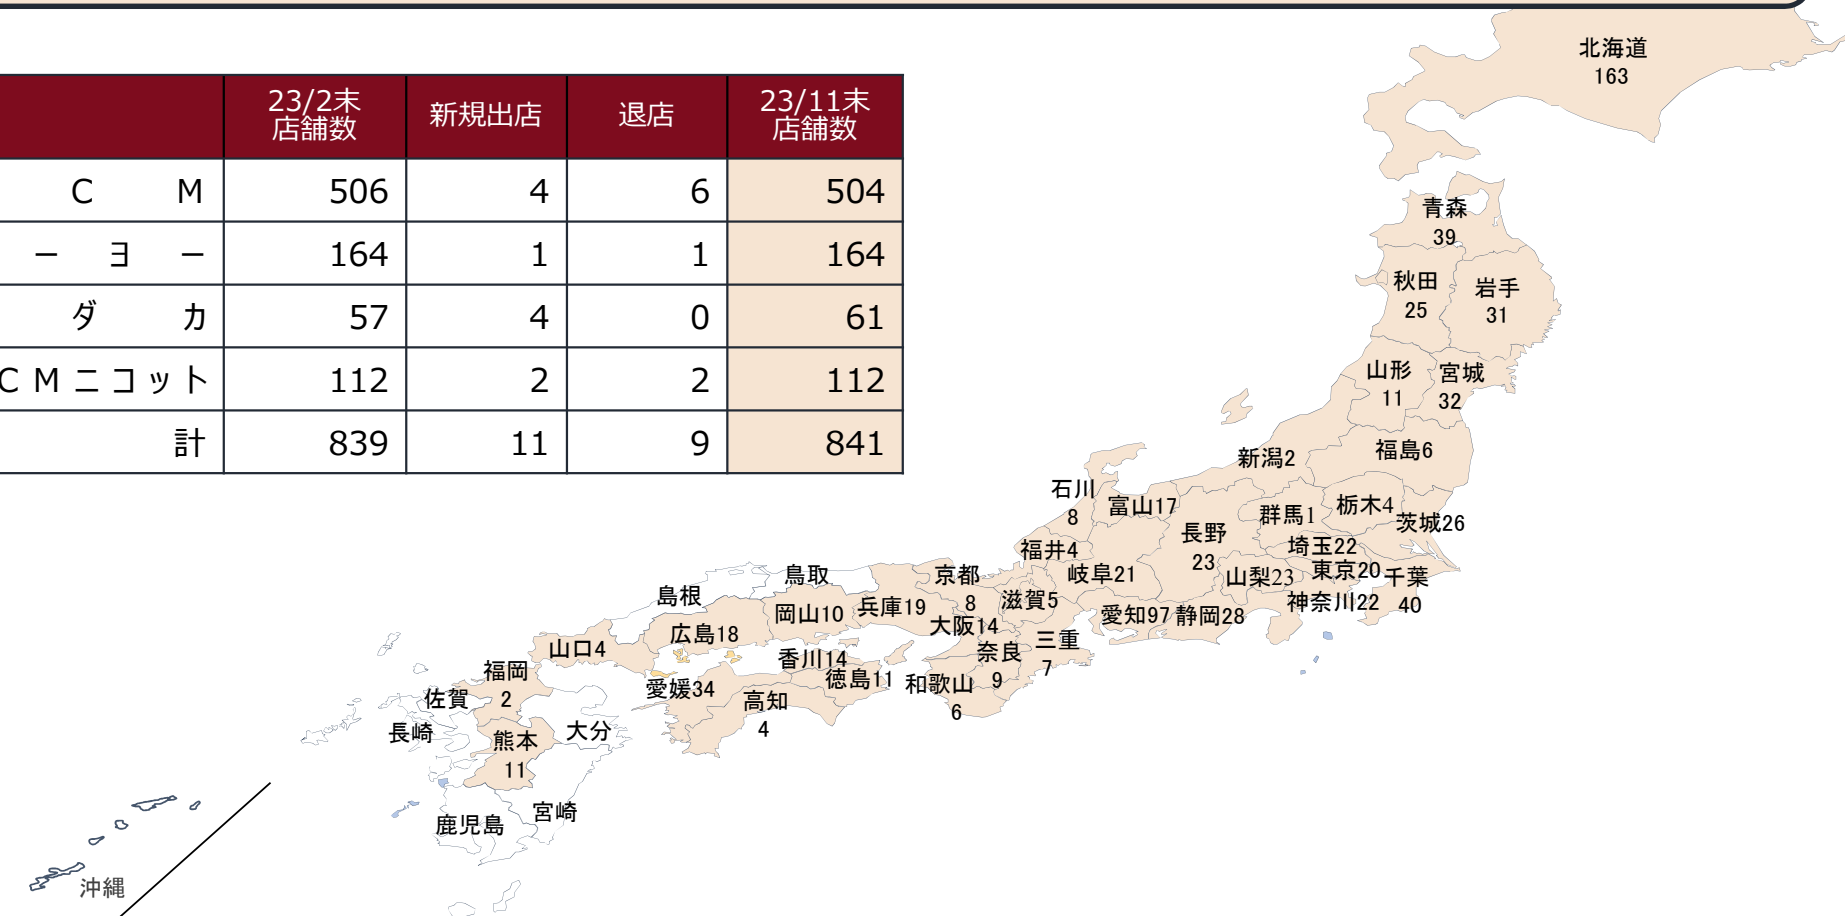 23/2末
店舗数
新規出店
退店
23/11末
店舗数
C M 506 4 6 504
ー ヨ ー 164 1 1 164
ダ カ 57 4 0 61
C M ニ コ ッ ト 112 2 2 112
計 839 11 9 841
北海道
163
青森
39
秋田
25
岩手
31
山形
11
宮城
32
新潟2
福島6
石川
8
富山17
長野
23
群馬1
栃木4
茨城26
福井4
岐阜21
埼玉22
山梨23
東京20
千葉
40
神奈川22
愛知97
静岡28
鳥取
島根
京都
8
滋賀5
兵庫19
岡山10
広島18
山口4
大阪14
三重
7
奈良
9
和歌山
6
香川14
徳島11
愛媛34
高知
4
福岡
2
佐賀
長崎
熊本
11
大分
宮崎
鹿児島
沖縄